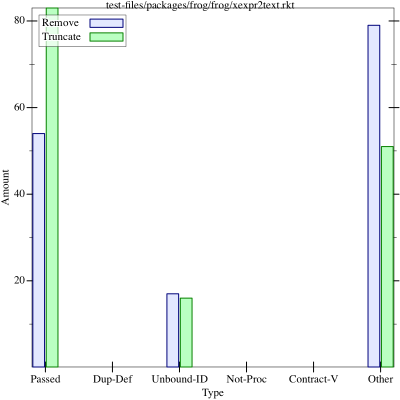 test-files/packages/frog/frog/xexpr2text.rkt
Remove
Truncate
80
60
40
20
Amount
Passed Dup-Def Unbound-ID Not-Proc Contract-V Other
Type